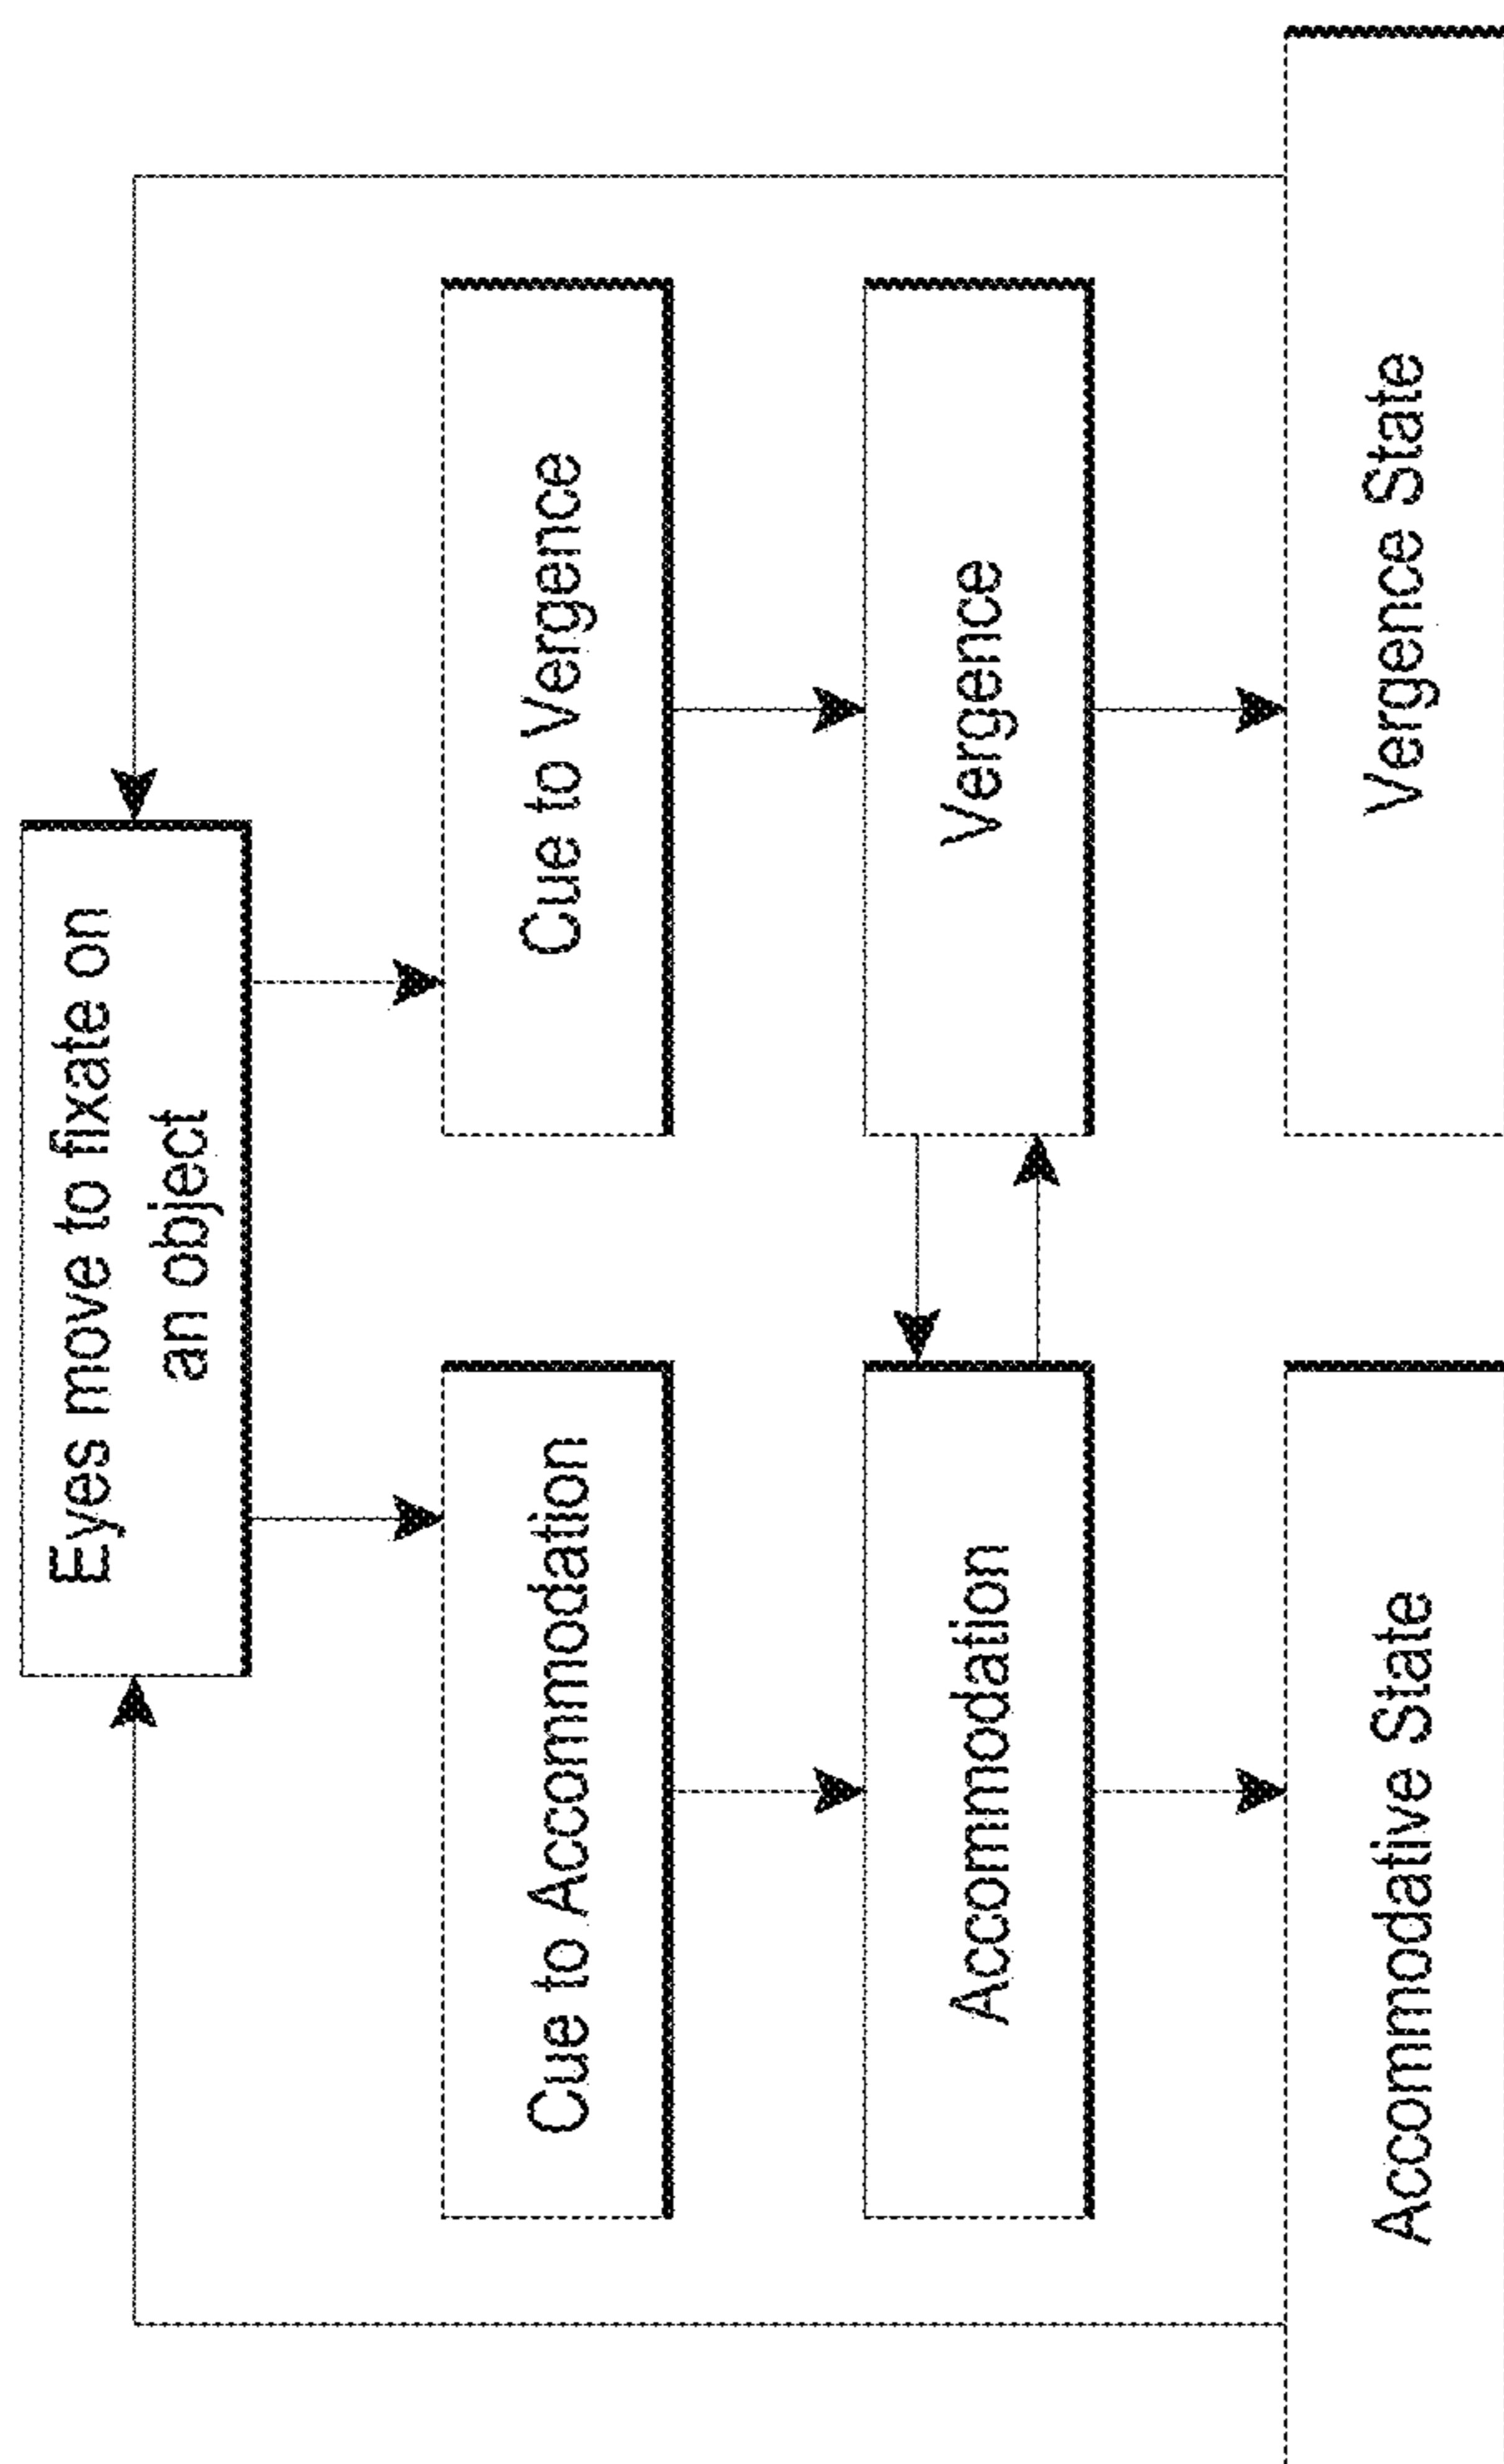 Eyes move to fixate on
an object
Cue to Accommodation
Cue to Vergence
Accommodation
Vergence
Accommodative State
Vergence State